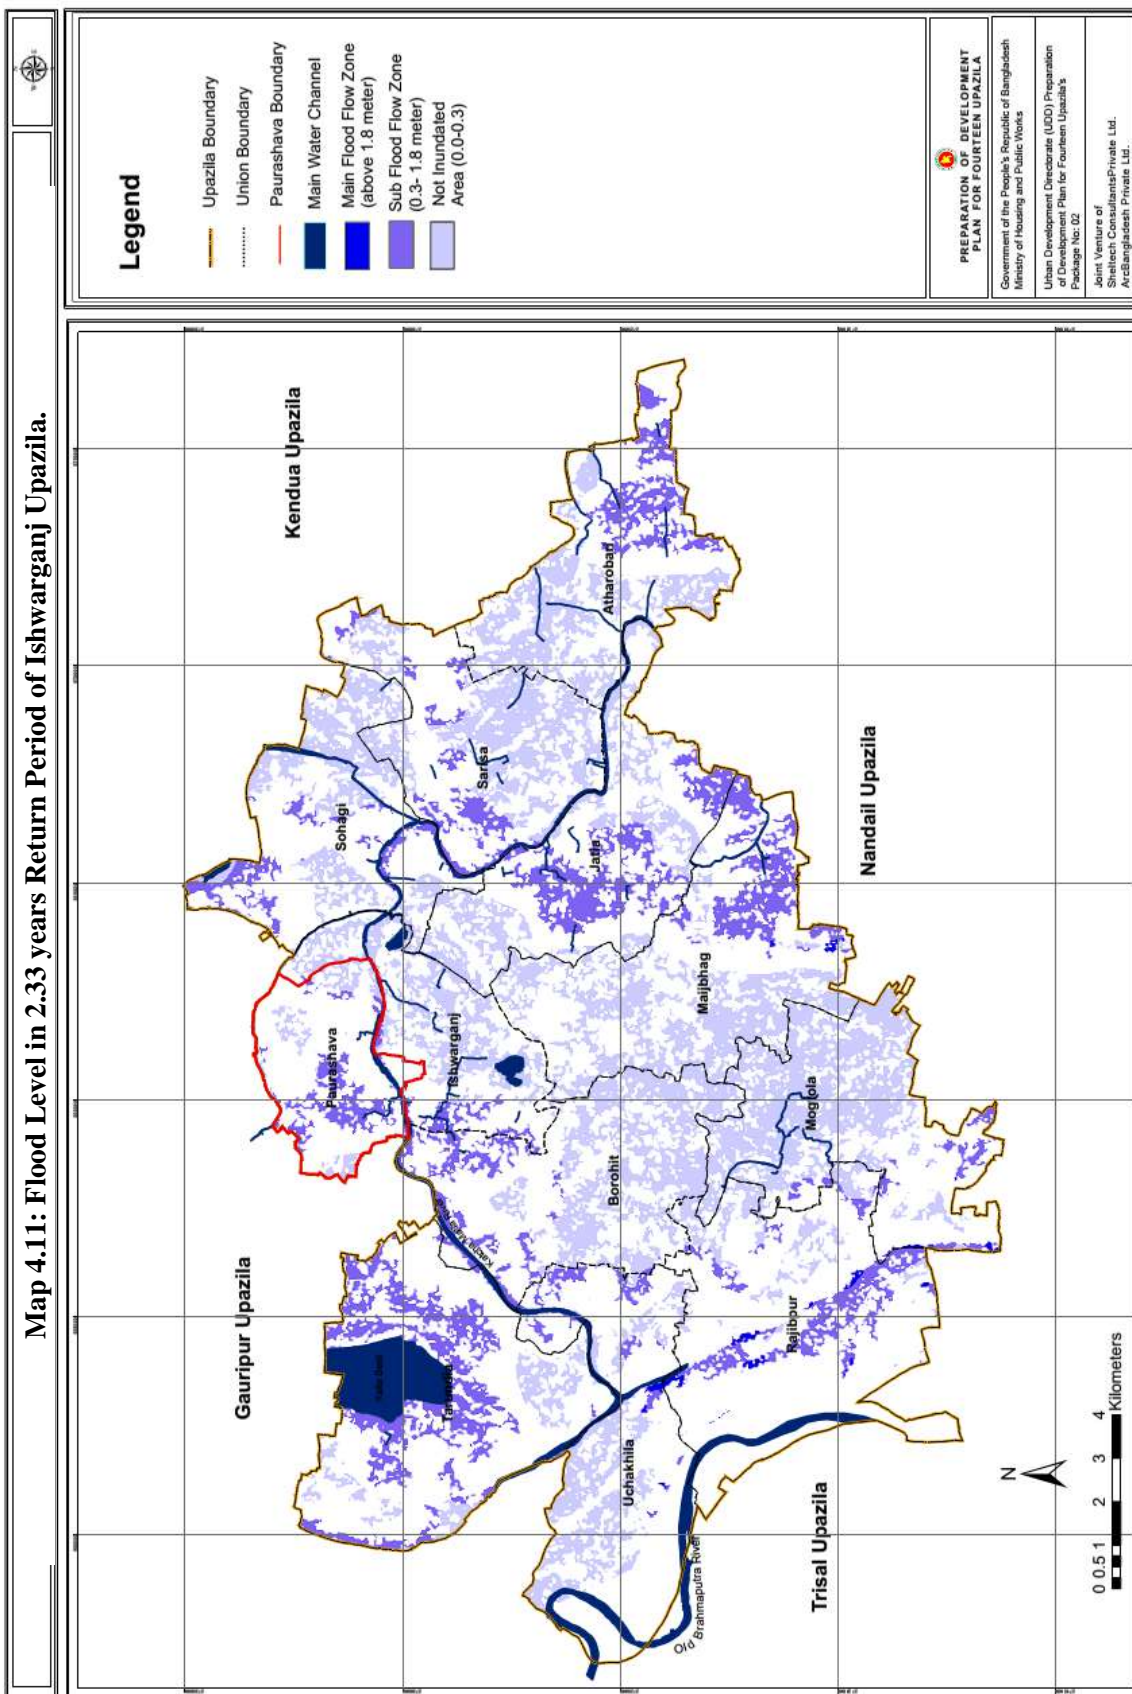 Map 4.11: Flood Level in 2.33 years Return Period of Ishwarganj Upazila.
Legend
Upazila Boundary
Union Boundary
Paurashava Boundary
Main Water Channel
Main Flood Flow Zone
(above 1.8 meter)
Sub Flood Flow Zone
(0.3- 1.8 meter)
Not Inundated
Area (0.0-0.3)
PREPARATION OF DEVELOPMENT
PLAN FOR FOURTEEN UPAZILA
Government of the People's Republic of Bangladesh
Ministry of Housing and Public Works
Urban Development Directorate (UDD) Preparation
of Development Plan for Fourteen Upazila's
Package No: 02
Joint Venture of
Sheltech ConsultantsPrivate Ltd.
ArcBangladesh Private Ltd.
Gauripur Upazila
Kendua Upazila
Nandail Upazila
Trisal Upazila
Sohagi
Paurashava
Sarisa
Atharobari
Jatia
Ishwarganj
Maijbhag
Borohit
Moglola
Rajibpur
Uchakhila
Tarundia
Old Brahmaputra River
N
0 0.5 1 2 3 4
Kilometers